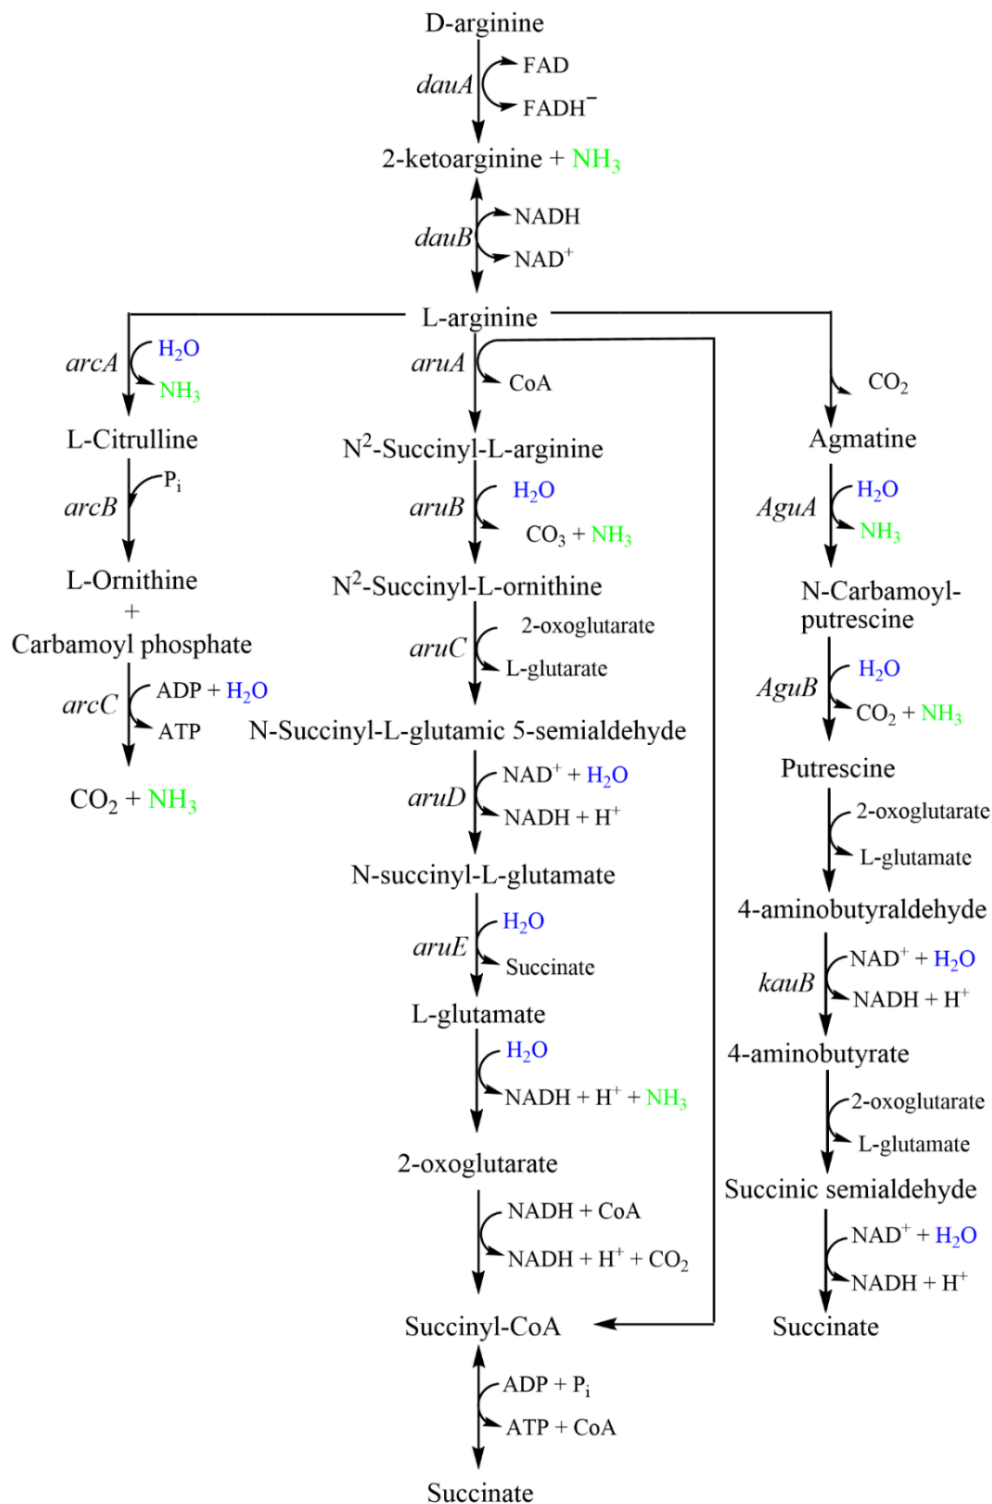 D-arginine
dauA
FAD
FADH⁻
2-ketoarginine + NH₃
dauB
NADH
NAD⁺
L-arginine
arcA
H₂O
NH₃
L-Citrulline
arcB
Pᵢ
L-Ornithine
+
Carbamoyl phosphate
arcC
ADP + H₂O
ATP
CO₂ + NH₃
aruA
CoA
N²-Succinyl-L-arginine
aruB
H₂O
CO₃ + NH₃
N²-Succinyl-L-ornithine
aruC
2-oxoglutarate
L-glutarate
N-Succinyl-L-glutamic 5-semialdehyde
aruD
NAD⁺ + H₂O
NADH + H⁺
N-succinyl-L-glutamate
aruE
H₂O
Succinate
L-glutamate
H₂O
NADH + H⁺ + NH₃
2-oxoglutarate
NADH + CoA
NADH + H⁺ + CO₂
Succinyl-CoA
ADP + Pᵢ
ATP + CoA
Succinate
CO₂
Agmatine
AguA
H₂O
NH₃
N-Carbamoyl-
putrescine
AguB
H₂O
CO₂ + NH₃
Putrescine
2-oxoglutarate
L-glutamate
4-aminobutyraldehyde
kauB
NAD⁺ + H₂O
NADH + H⁺
4-aminobutyrate
2-oxoglutarate
L-glutamate
Succinic semialdehyde
NAD⁺ + H₂O
NADH + H⁺
Succinate